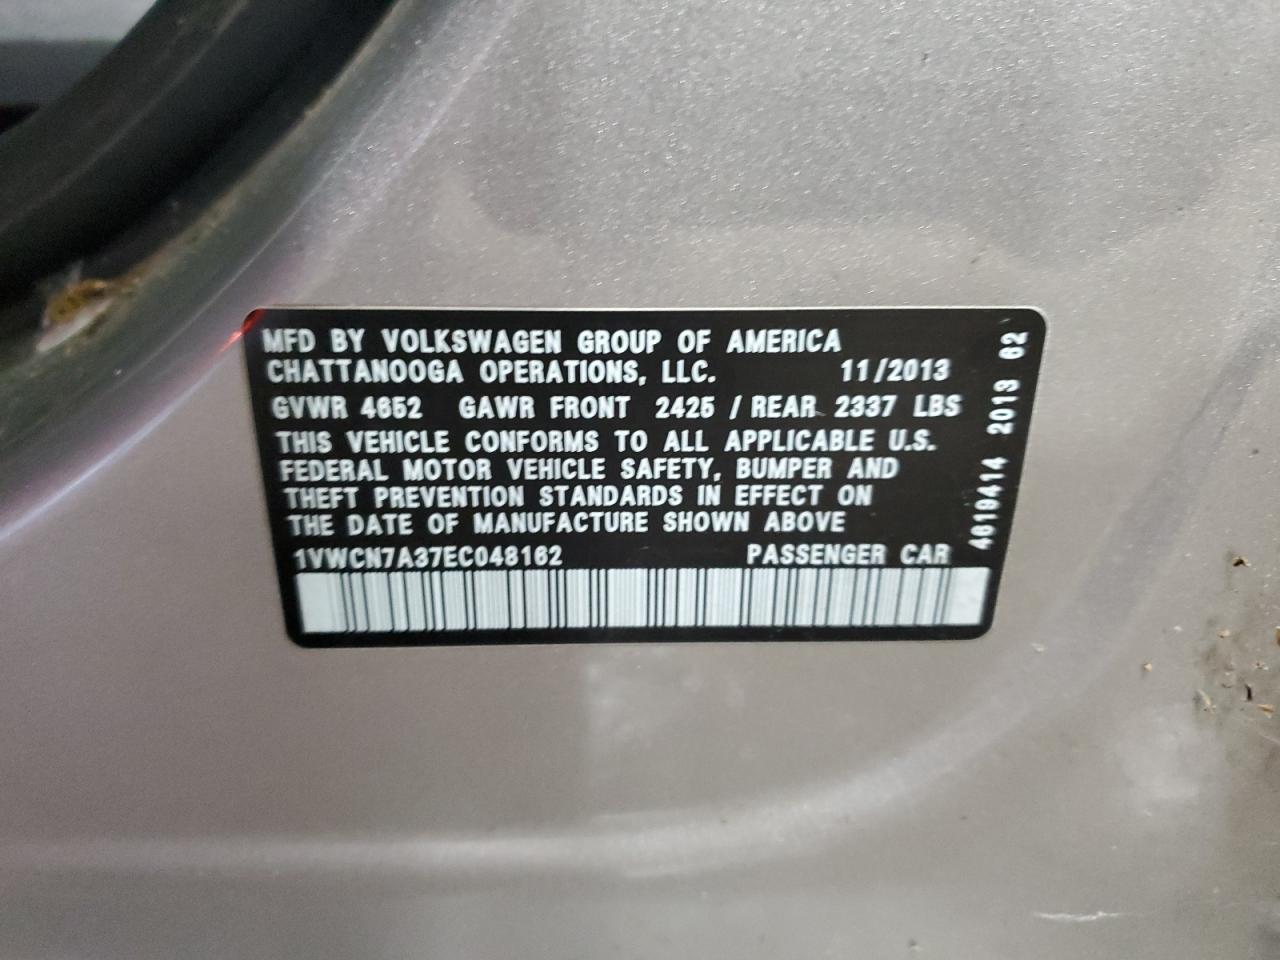 MFD BY VOLKSWAGEN GROUP OF AMERICA
CHATTANOOGA OPERATIONS, LLC. 11/2013
GVWR 4652 GAWR FRONT 2425 / REAR 2337 LBS
THIS VEHICLE CONFORMS TO ALL APPLICABLE U.S.
FEDERAL MOTOR VEHICLE SAFETY, BUMPER AND
THEFT PREVENTION STANDARDS IN EFFECT ON
THE DATE OF MANUFACTURE SHOWN ABOVE
1VWCN7A37EC048162 PASSENGER CAR
4619414 2013 62